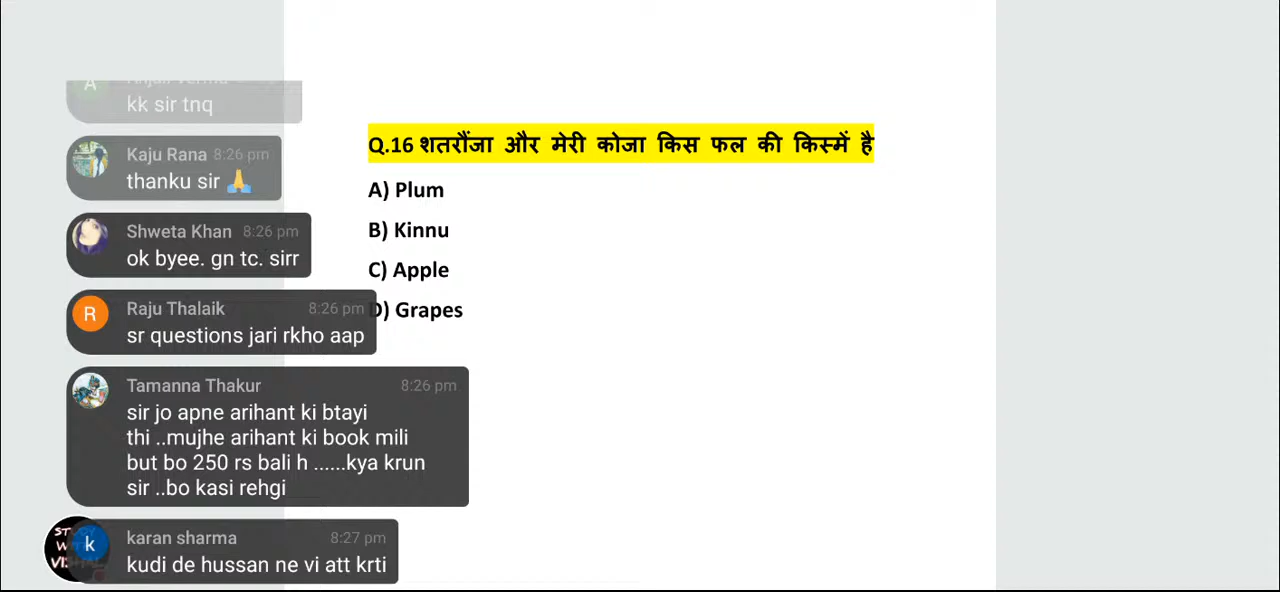 kk sir tnq
Kaju Rana 8:26 pm
thanku sir 🙏
Shweta Khan 8:26 pm
ok byee. gn tc. sirr
Raju Thalaik 8:26 pm
R
sr questions jari rkho aap
Tamanna Thakur 8:26 pm
sir jo apne arihant ki btayi
thi ..mujhe arihant ki book mili
but bo 250 rs bali h ......kya krun
sir ..bo kasi rehgi
karan sharma 8:27 pm
k
kudi de hussan ne vi att krti
Q.16 शतरौंजा और मेरी कोजा किस फल की किस्में है
A) Plum
B) Kinnu
C) Apple
D) Grapes